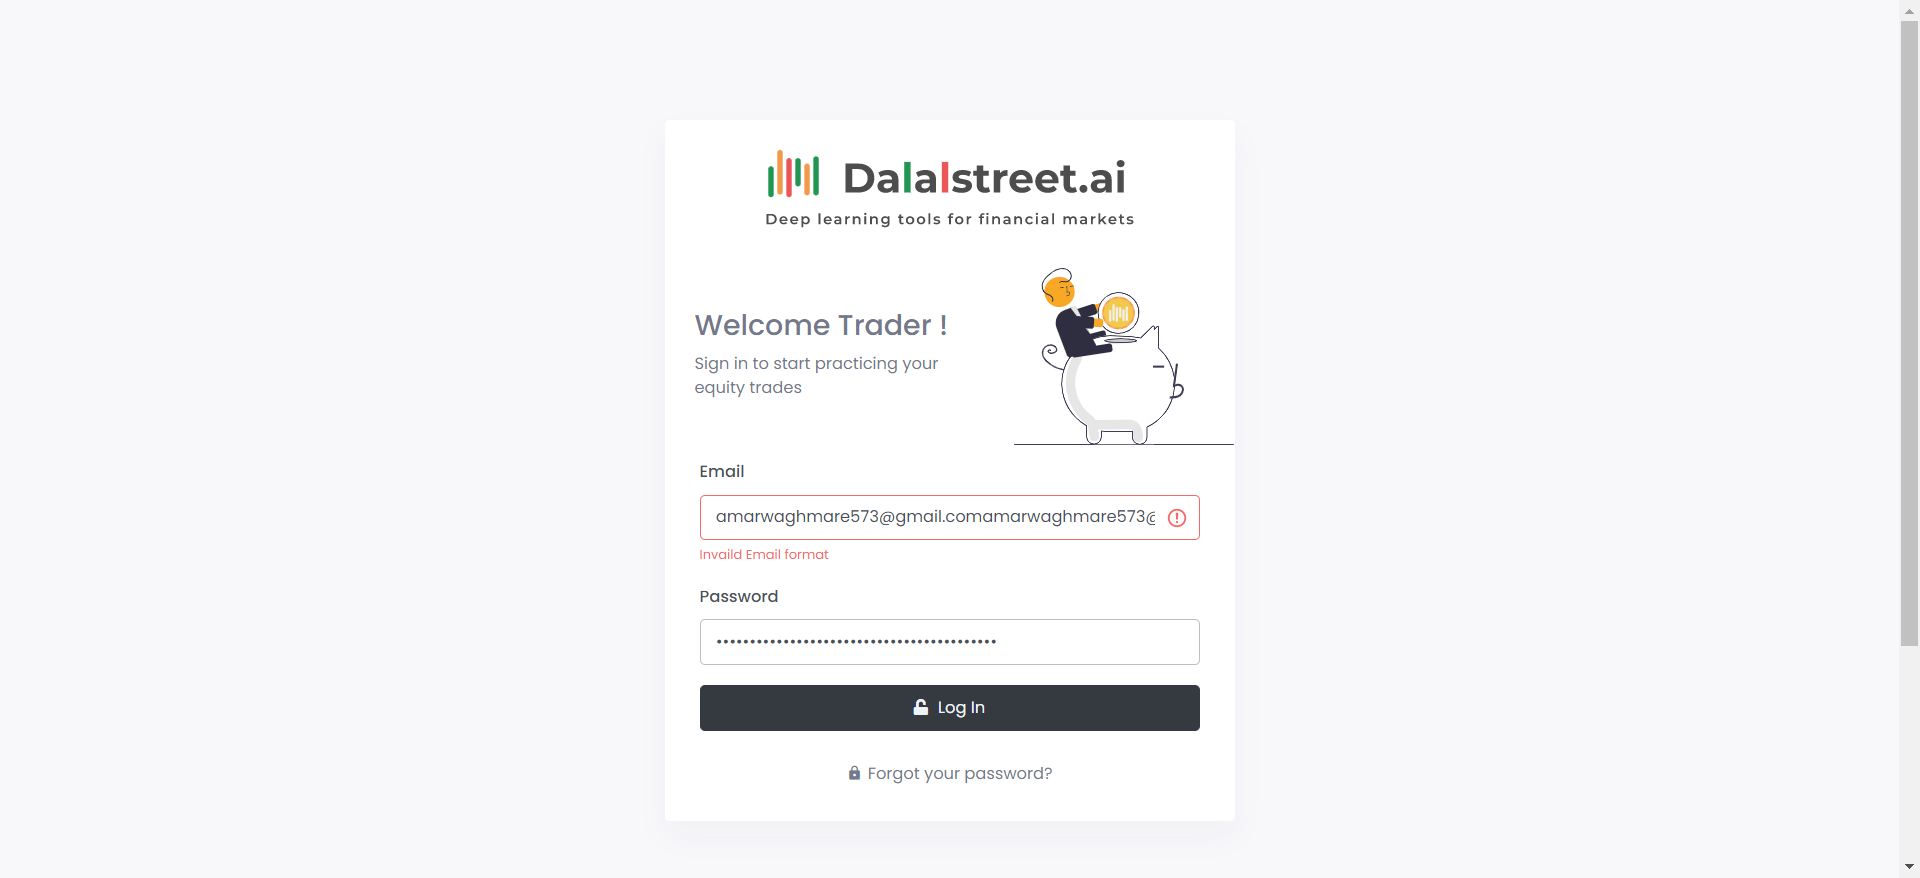 Dalalstreet.ai
Deep learning tools for financial markets
Welcome Trader !
Sign in to start practicing your
equity trades
Email
amarwaghmare573@gmail.comamarwaghmare573@
Invaild Email format
Password
Log In
Forgot your password?